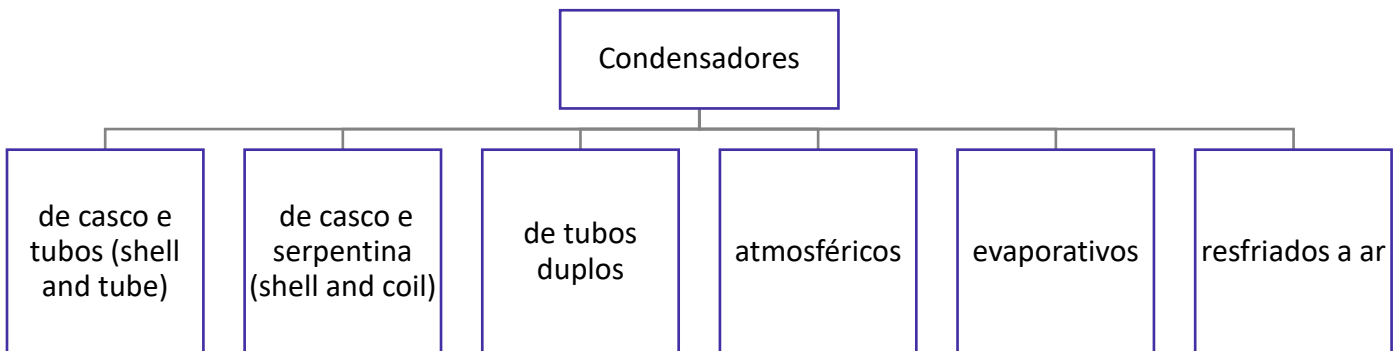 Condensadores
de casco e
tubos (shell
and tube)
de casco e
serpentina
(shell and coil)
de tubos
duplos
atmosféricos
evaporativos
resfriados a ar